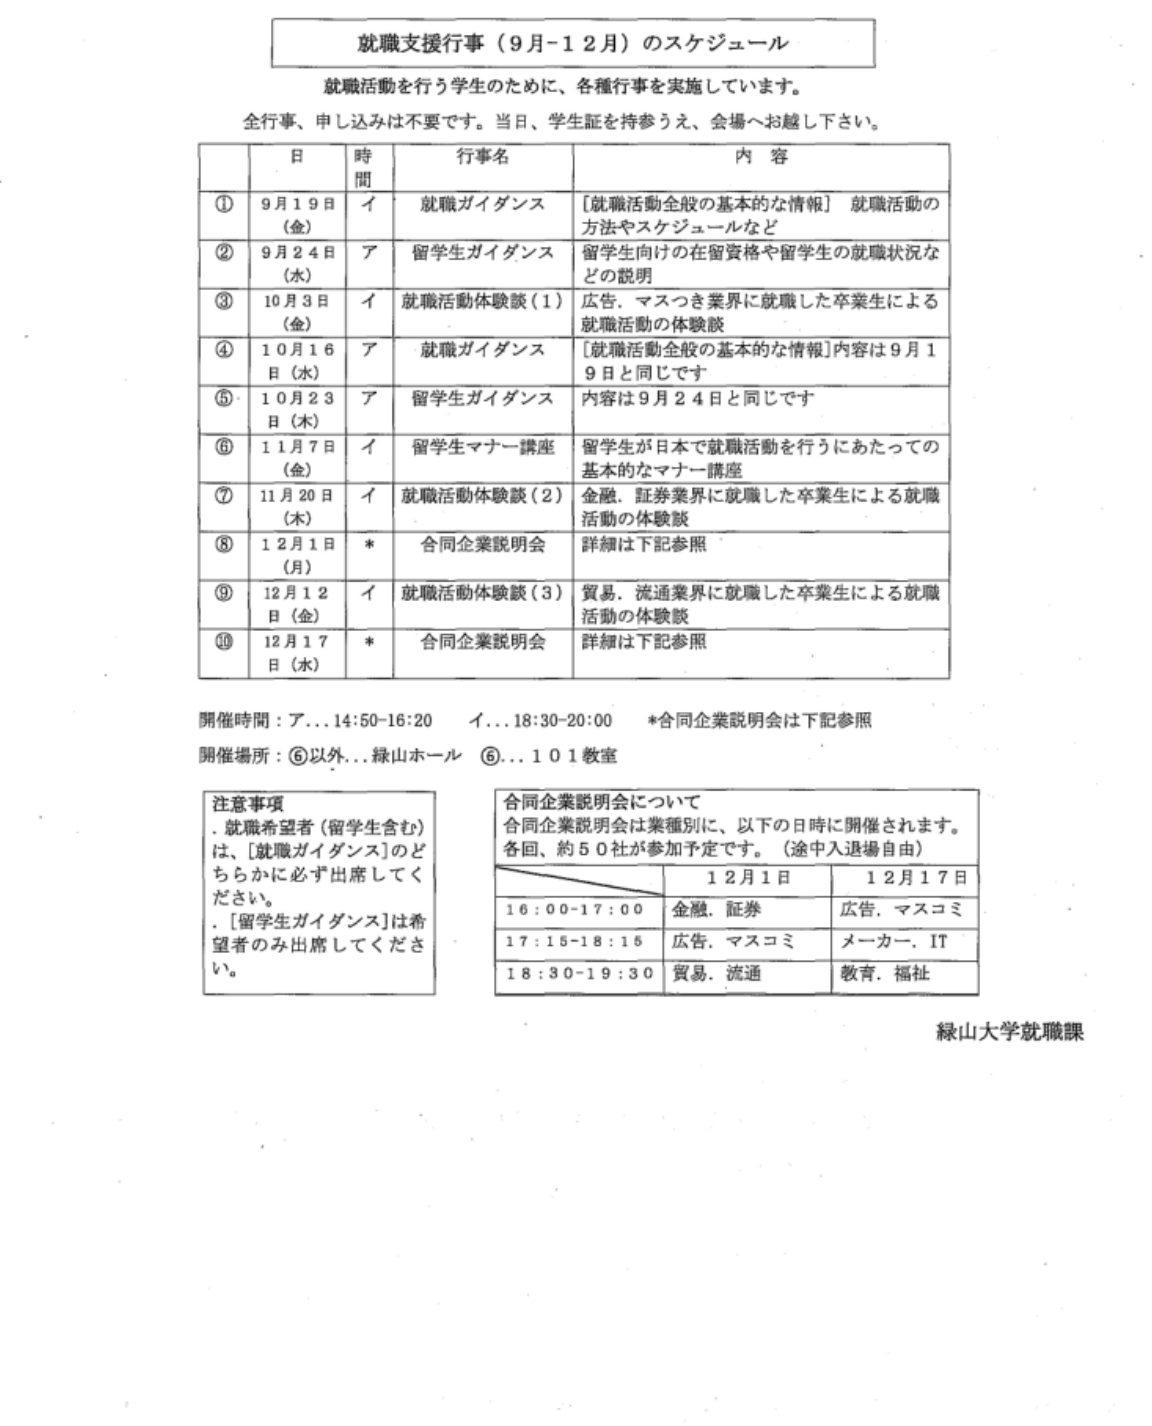 就職支援行事（９月-１２月）のスケジュール
就職活動を行う学生のために、各種行事を実施しています。
全行事、申し込みは不要です。当日、学生証を持参うえ、会場へお越し下さい。
日 時間 行事名 内　容
① ９月１９日（金） イ 就職ガイダンス [就職活動全般の基本的な情報]　就職活動の
方法やスケジュールなど
② ９月２４日（水） ア 留学生ガイダンス 留学生向けの在留資格や留学生の就職状況な
どの説明
③ 10月３日（金） イ 就職活動体験談(１) 広告．マスつき業界に就職した卒業生による
就職活動の体験談
④ １０月１６日（水） ア 就職ガイダンス [就職活動全般の基本的な情報]内容は９月１
９日と同じです
⑤ １０月２３日（木） ア 留学生ガイダンス 内容は９月２４日と同じです
⑥ １１月７日（金） イ 留学生マナー講座 留学生が日本で就職活動を行うにあたっての
基本的なマナー講座
⑦ 11月20日（木） イ 就職活動体験談(２) 金融．証券業界に就職した卒業生による就職
活動の体験談
⑧ １２月１日（月） * 合同企業説明会 詳細は下記参照
⑨ 12月１２日（金） イ 就職活動体験談(３) 貿易．流通業界に就職した卒業生による就職
活動の体験談
⑩ 12月１７日（水） * 合同企業説明会 詳細は下記参照
開催時間：ア...14:50-16:20　イ...18:30-20:00　*合同企業説明会は下記参照
開催場所：⑥以外...緑山ホール　⑥...１０１教室
注意事項
．就職希望者(留学生含む)
は、[就職ガイダンス]のど
ちらかに必ず出席してく
ださい。
．[留学生ガイダンス]は希
望者のみ出席してくださ
い。
合同企業説明会について
合同企業説明会は業種別に、以下の日時に開催されます。
各回、約５０社が参加予定です。（途中入退場自由）
１２月１日 １２月１７日
１６：００-１７：００ 金融．証券 広告．マスコミ
１７：１５-１８：１５ 広告．マスコミ メーカー．IT
１８：３０-１９：３０ 貿易．流通 教育．福祉
緑山大学就職課